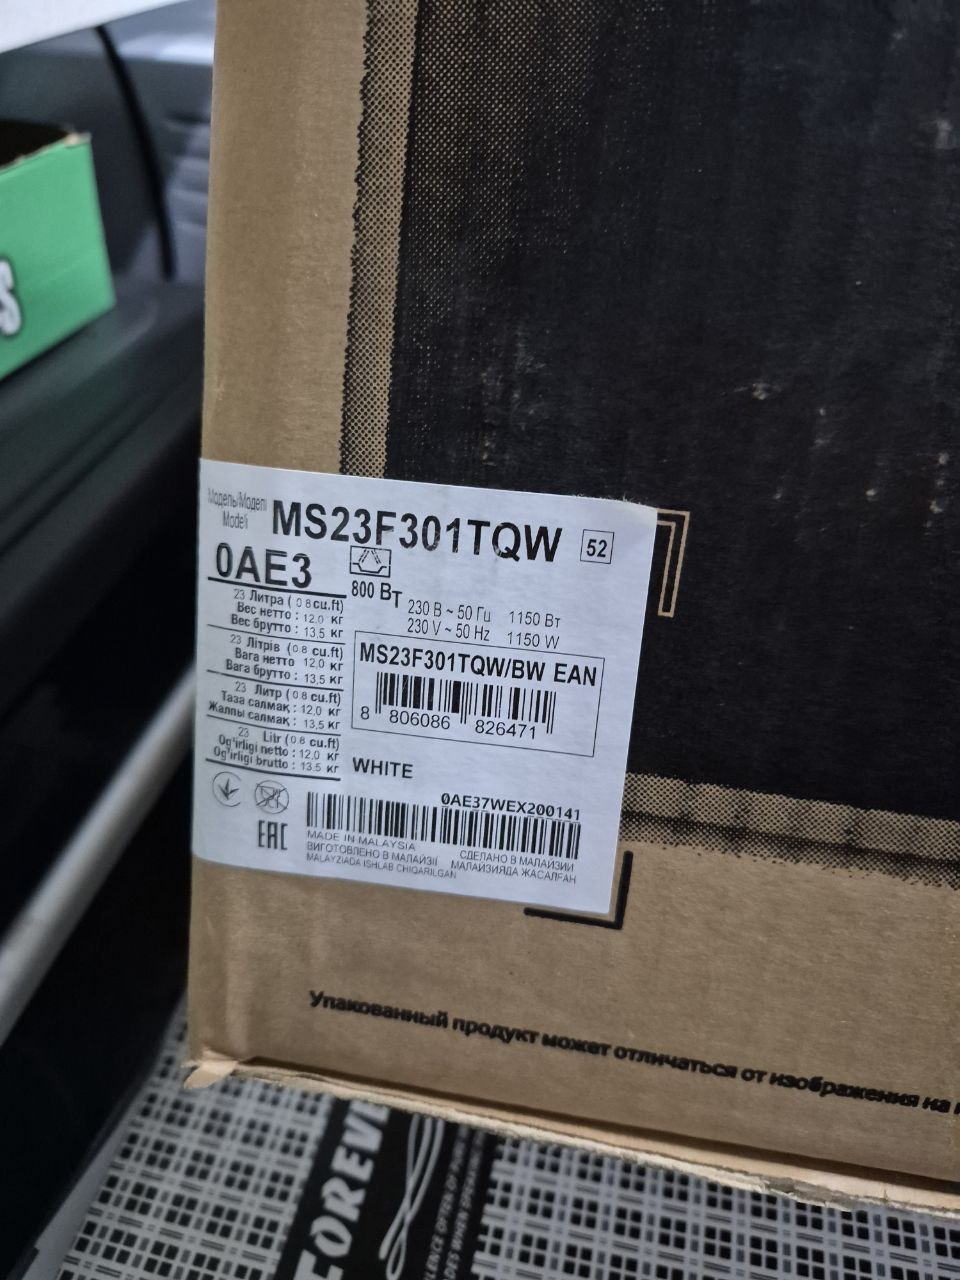 S
Модель/Моделі
Modeli
MS23F301TQW
52
0AE3
800 Вт
230 В ~ 50 Гц 1150 Вт
230 V ~ 50 Hz 1150 W
23 Литра (0.8 cu.ft)
Вес нетто : 12.0 кг
Вес брутто : 13,5 кг
23 Літрів (0.8 cu.ft)
Вага нетто 12,0 кг
Вага брутто : 13,5 кг
23 Литр (0.8 cu.ft)
Таза салмақ : 12,0 кг
Жалпы салмақ : 13,5 кг
23 Litr (0.8 cu.ft)
Og'irligi netto : 12,0 кг
Og'irligi brutto : 13.5 кг
MS23F301TQW/BW EAN
8 806086 826471
WHITE
0AE37WEX200141
EAC
MADE IN MALAYSIA
ВИГОТОВЛЕНО В МАЛАЙЗІЇ
MALAYZIADA ISHLAB CHIQARILGAN
СДЕЛАНО В МАЛАЙЗИИ
МАЛАЙЗИЯДА ЖАСАЛҒАН
Упакованный продукт может отличаться от изображения на
FOREVE